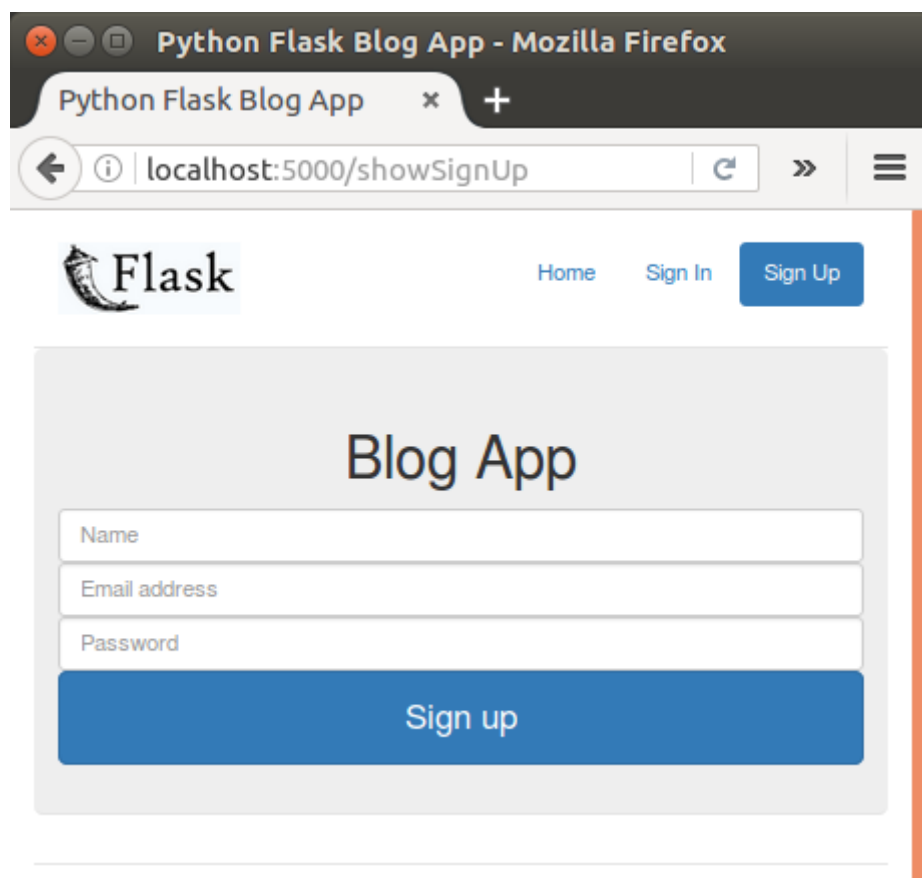 Python Flask Blog App - Mozilla Firefox
Python Flask Blog App
localhost:5000/showSignUp
Flask Home Sign In Sign Up
Blog App
Name
Email address
Password
Sign up